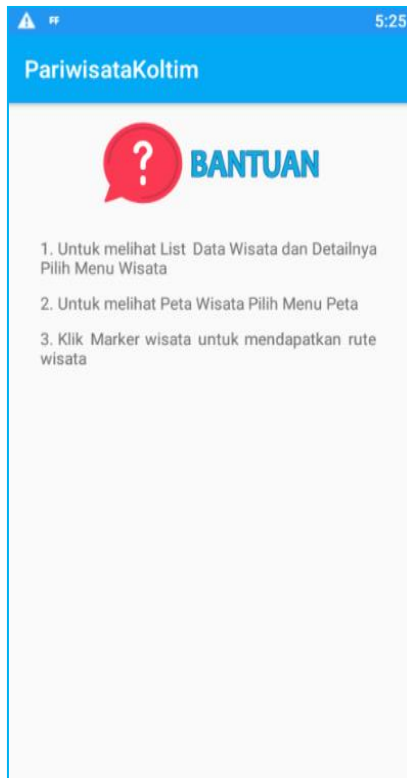 FF 5:25
PariwisataKoltim
? BANTUAN
1. Untuk melihat List Data Wisata dan Detailnya
Pilih Menu Wisata
2. Untuk melihat Peta Wisata Pilih Menu Peta
3. Klik Marker wisata untuk mendapatkan rute
wisata